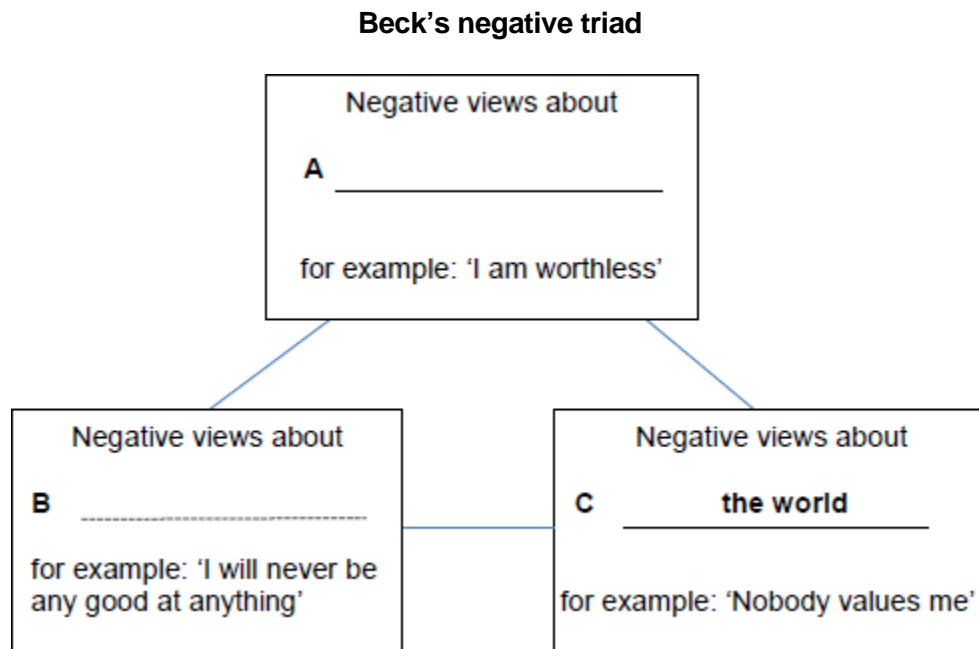 Beck’s negative triad
Negative views about
A
for example: ‘I am worthless’
Negative views about
B
for example: ‘I will never be
any good at anything’
Negative views about
C the world
for example: ‘Nobody values me’